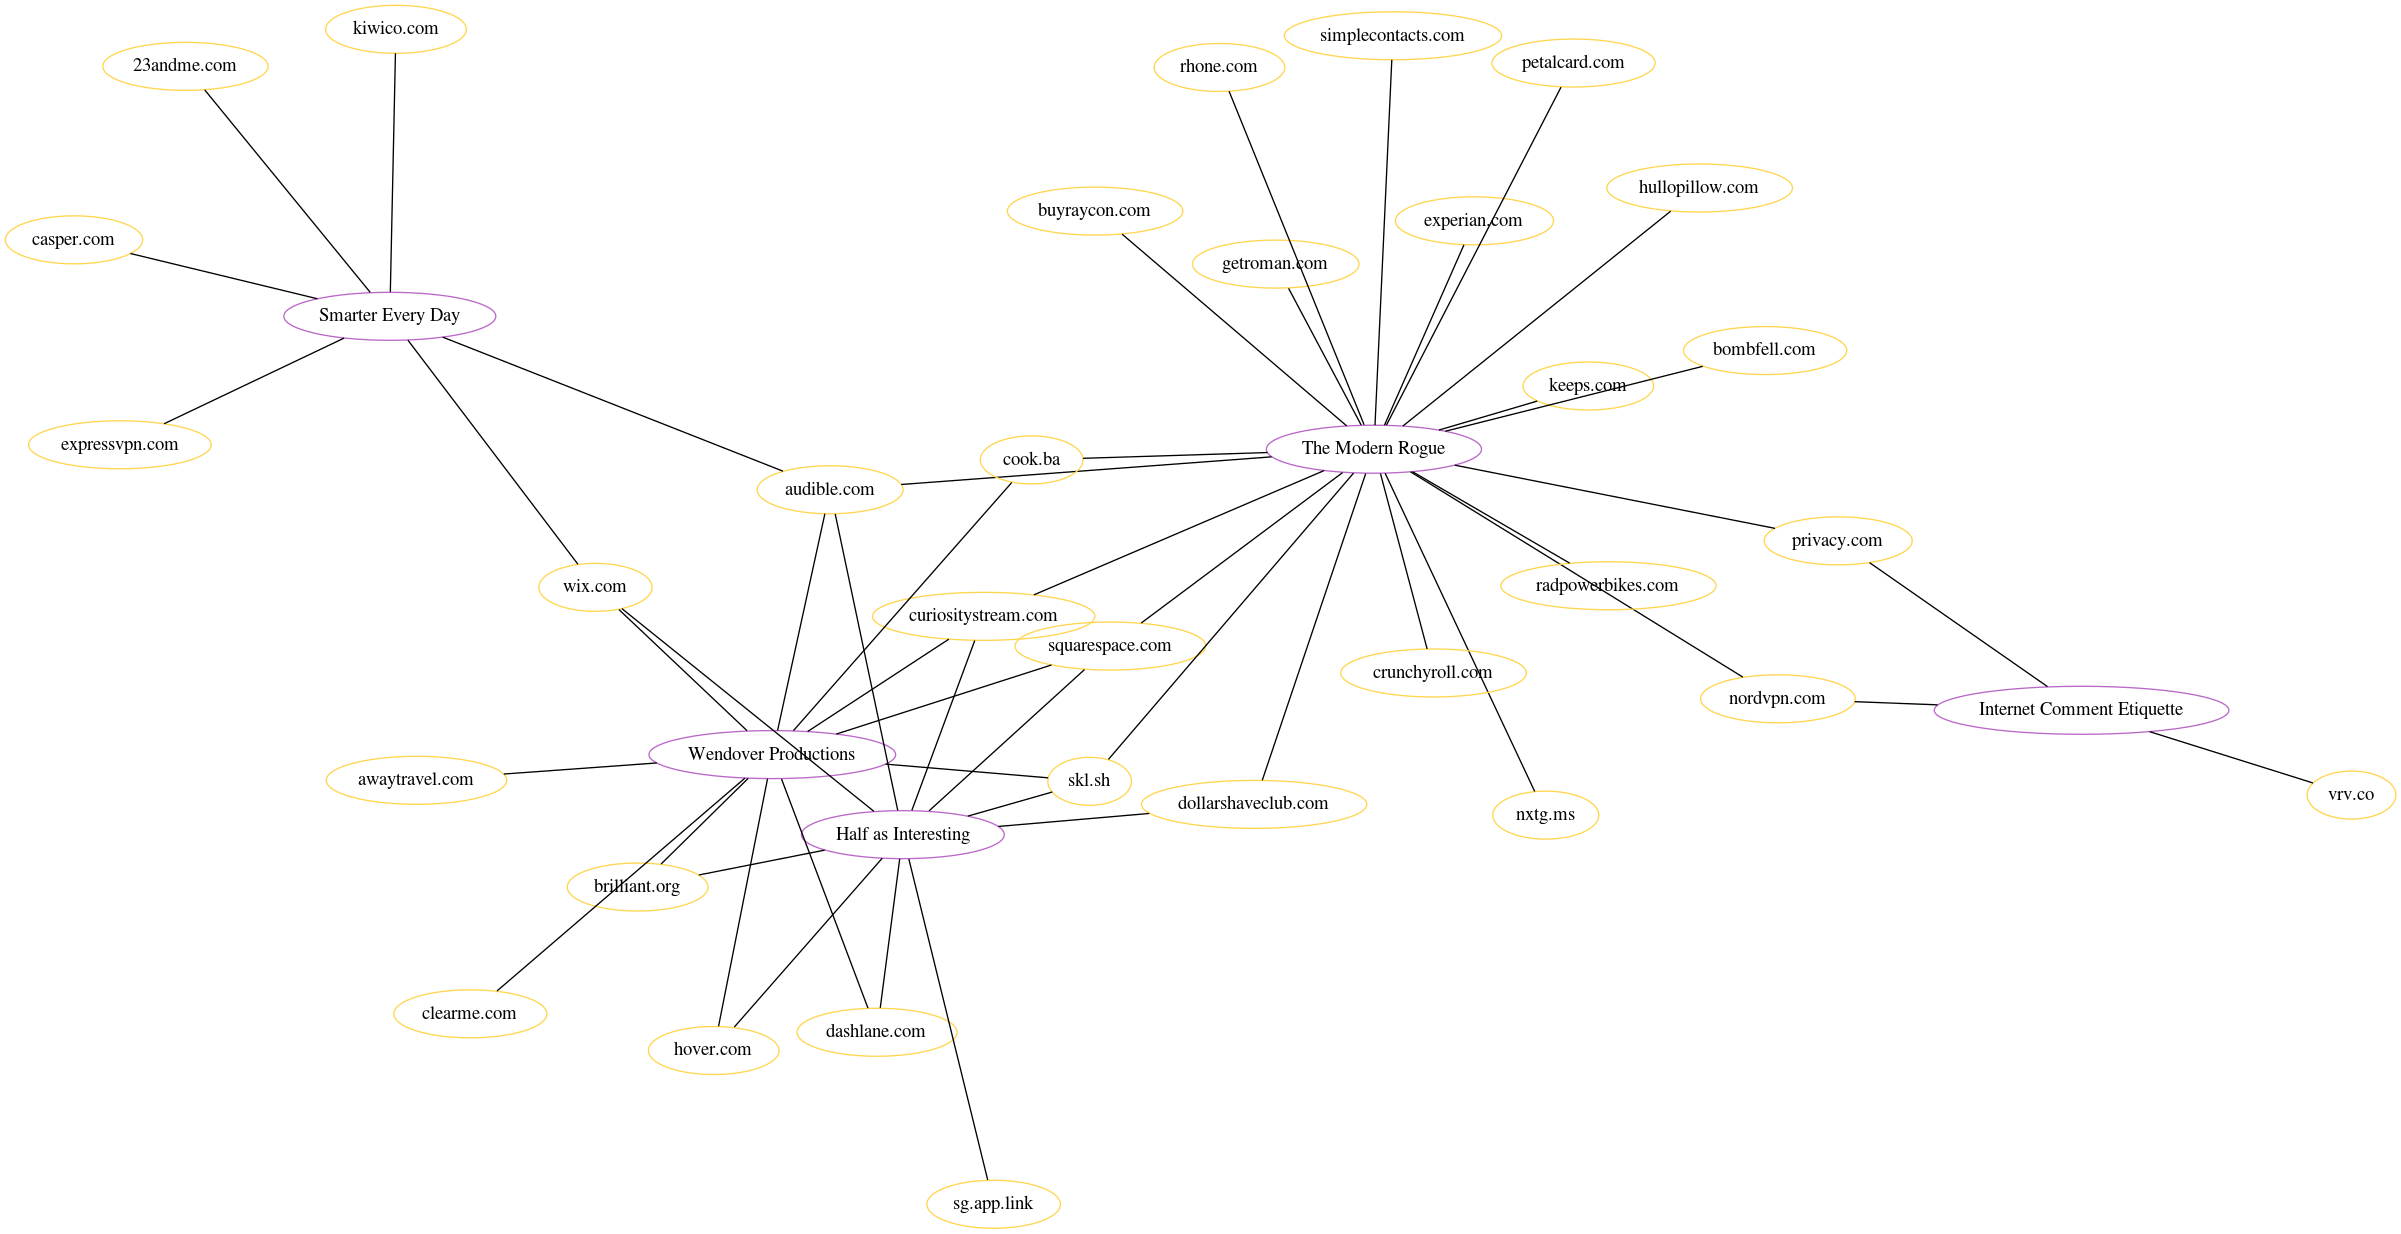 kiwico.com
simplecontacts.com
23andme.com
rhone.com
petalcard.com
hullopillow.com
buyraycon.com
experian.com
casper.com
getroman.com
Smarter Every Day
bombfell.com
keeps.com
expressvpn.com
The Modern Rogue
cook.ba
audible.com
privacy.com
wix.com
radpowerbikes.com
curiositystream.com
squarespace.com
crunchyroll.com
nordvpn.com
Internet Comment Etiquette
Wendover Productions
awaytravel.com
skl.sh
vrv.co
dollarshaveclub.com
nxtg.ms
Half as Interesting
brilliant.org
clearme.com
dashlane.com
hover.com
sg.app.link